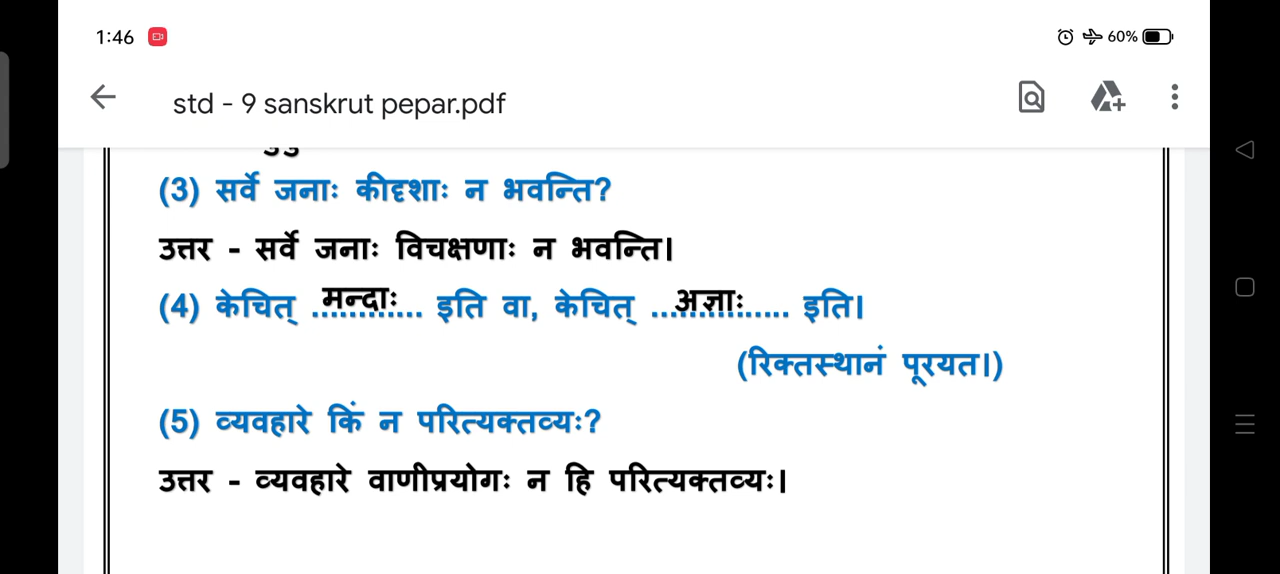 1:46 60%
std - 9 sanskrut pepar.pdf
(3) सर्वे जनाः कीदृशाः न भवन्ति?
उत्तर - सर्वे जनाः विचक्षणाः न भवन्ति।
(4) केचित् ...मन्दाः... इति वा, केचित् ...अज्ञाः... इति।
(रिक्तस्थानं पूरयत।)
(5) व्यवहारे किं न परित्यक्तव्यः?
उत्तर - व्यवहारे वाणीप्रयोगः न हि परित्यक्तव्यः।